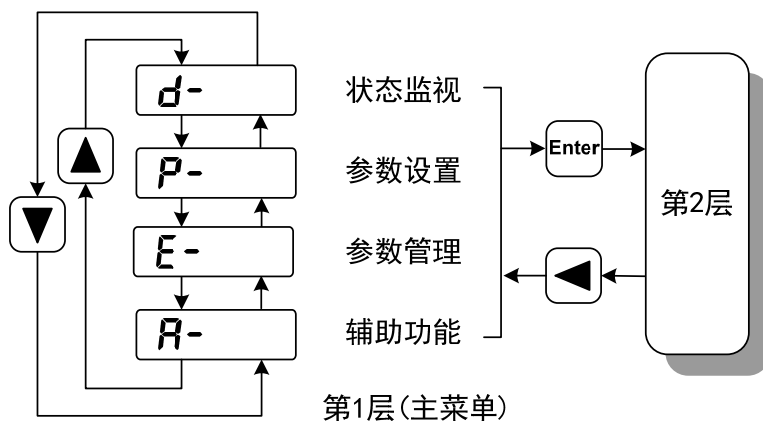 d- 状态监视
P- 参数设置
E- 参数管理
A- 辅助功能
Enter
第2层
第1层(主菜单)